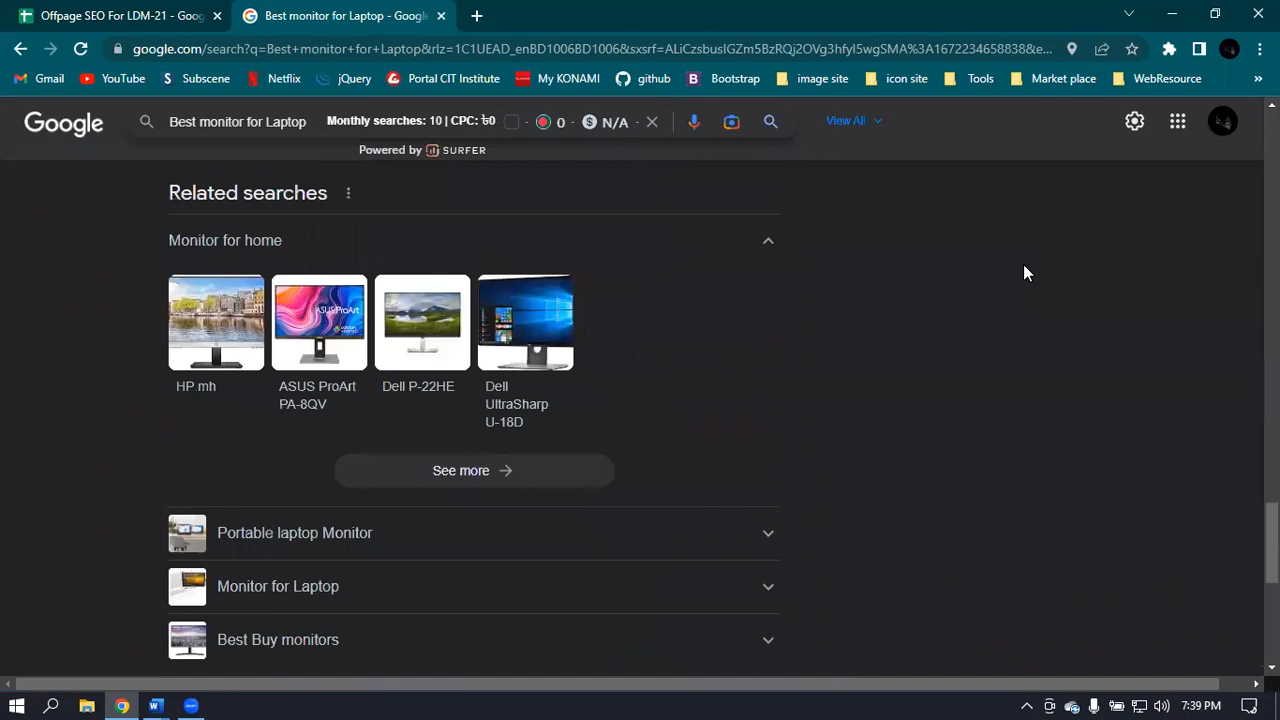 Offpage SEO For LDM-21 - Goog
Best monitor for Laptop - Google
google.com/search?q=Best+monitor+for+Laptop&rlz=1C1UEAD_enBD1006BD1006&sxsrf=ALiCzsbuslGZm5BzRQj2OVg3hfyI5wgSMA%3A1672234658838&e...
Gmail YouTube Subscene Netflix jQuery Portal CIT Institute My KONAMI github Bootstrap image site icon site Tools Market place WebResource »
Google Best monitor for Laptop Monthly searches: 10 | CPC: ৳0 - 0 - N/A - View All
Powered by SURFER
Related searches
Monitor for home
ASUS ProArt
HP mh ASUS ProArt Dell P-22HE Dell
PA-8QV UltraSharp
U-18D
See more
Portable laptop Monitor
Monitor for Laptop
Best Buy monitors
7:39 PM